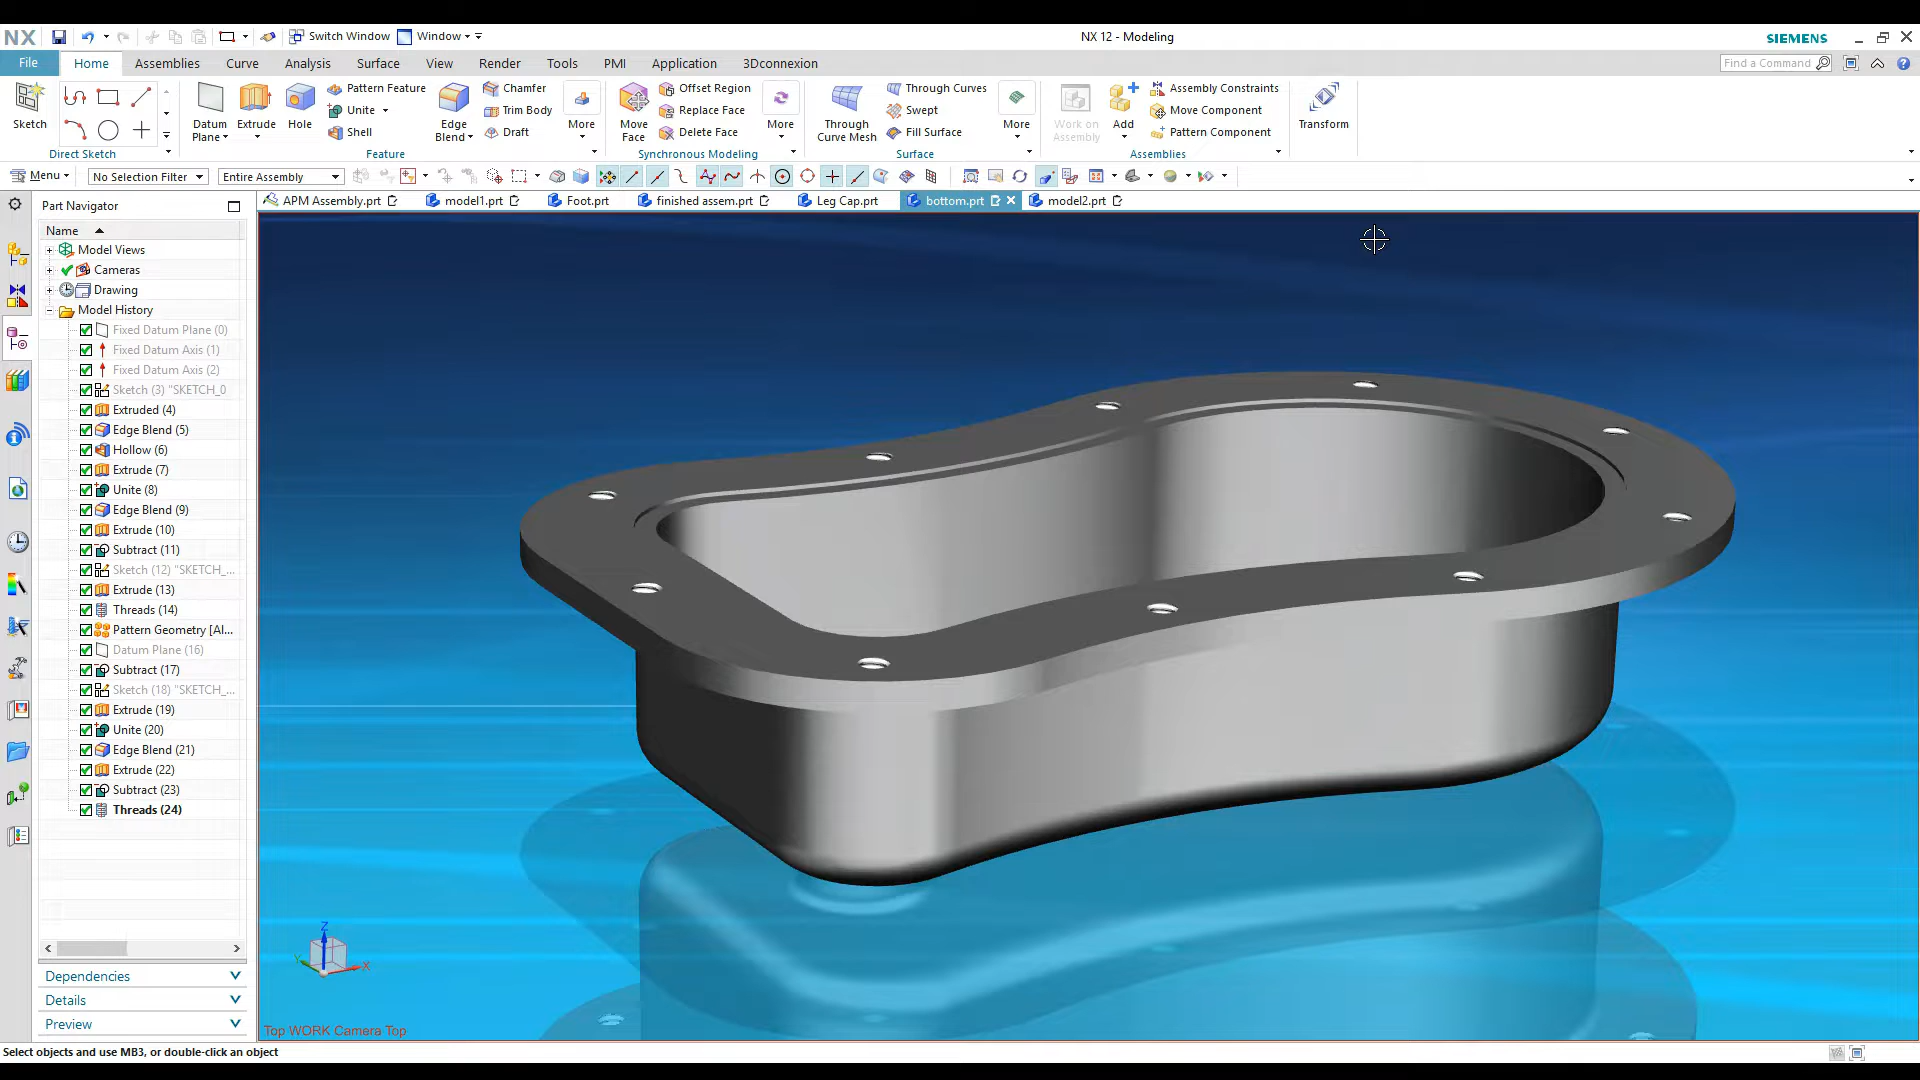 NX Switch Window Window NX 12 - Modeling SIEMENS
File Home Assemblies Curve Analysis Surface View Render Tools PMI Application 3Dconnexion Find a Command
Sketch
Direct Sketch
Datum Plane
Extrude
Hole
Pattern Feature
Unite
Shell
Edge Blend
Chamfer
Trim Body
Draft
More
Feature
Move Face
Offset Region
Replace Face
Delete Face
More
Synchronous Modeling
Through Curve Mesh
Through Curves
Swept
Fill Surface
More
Surface
Work on Assembly
Add
Assembly Constraints
Move Component
Pattern Component
Assemblies
Transform
Menu No Selection Filter Entire Assembly
APM Assembly.prt model1.prt Foot.prt finished assem.prt Leg Cap.prt bottom.prt model2.prt
Part Navigator
Name
Model Views
Cameras
Drawing
Model History
Fixed Datum Plane (0)
Fixed Datum Axis (1)
Fixed Datum Axis (2)
Sketch (3) "SKETCH_0
Extruded (4)
Edge Blend (5)
Hollow (6)
Extrude (7)
Unite (8)
Edge Blend (9)
Extrude (10)
Subtract (11)
Sketch (12) "SKETCH_...
Extrude (13)
Threads (14)
Pattern Geometry [Al...
Datum Plane (16)
Subtract (17)
Sketch (18) "SKETCH_...
Extrude (19)
Unite (20)
Edge Blend (21)
Extrude (22)
Subtract (23)
Threads (24)
Dependencies
Details
Preview
Z
Y
X
Top WORK Camera Top
Select objects and use MB3, or double-click an object